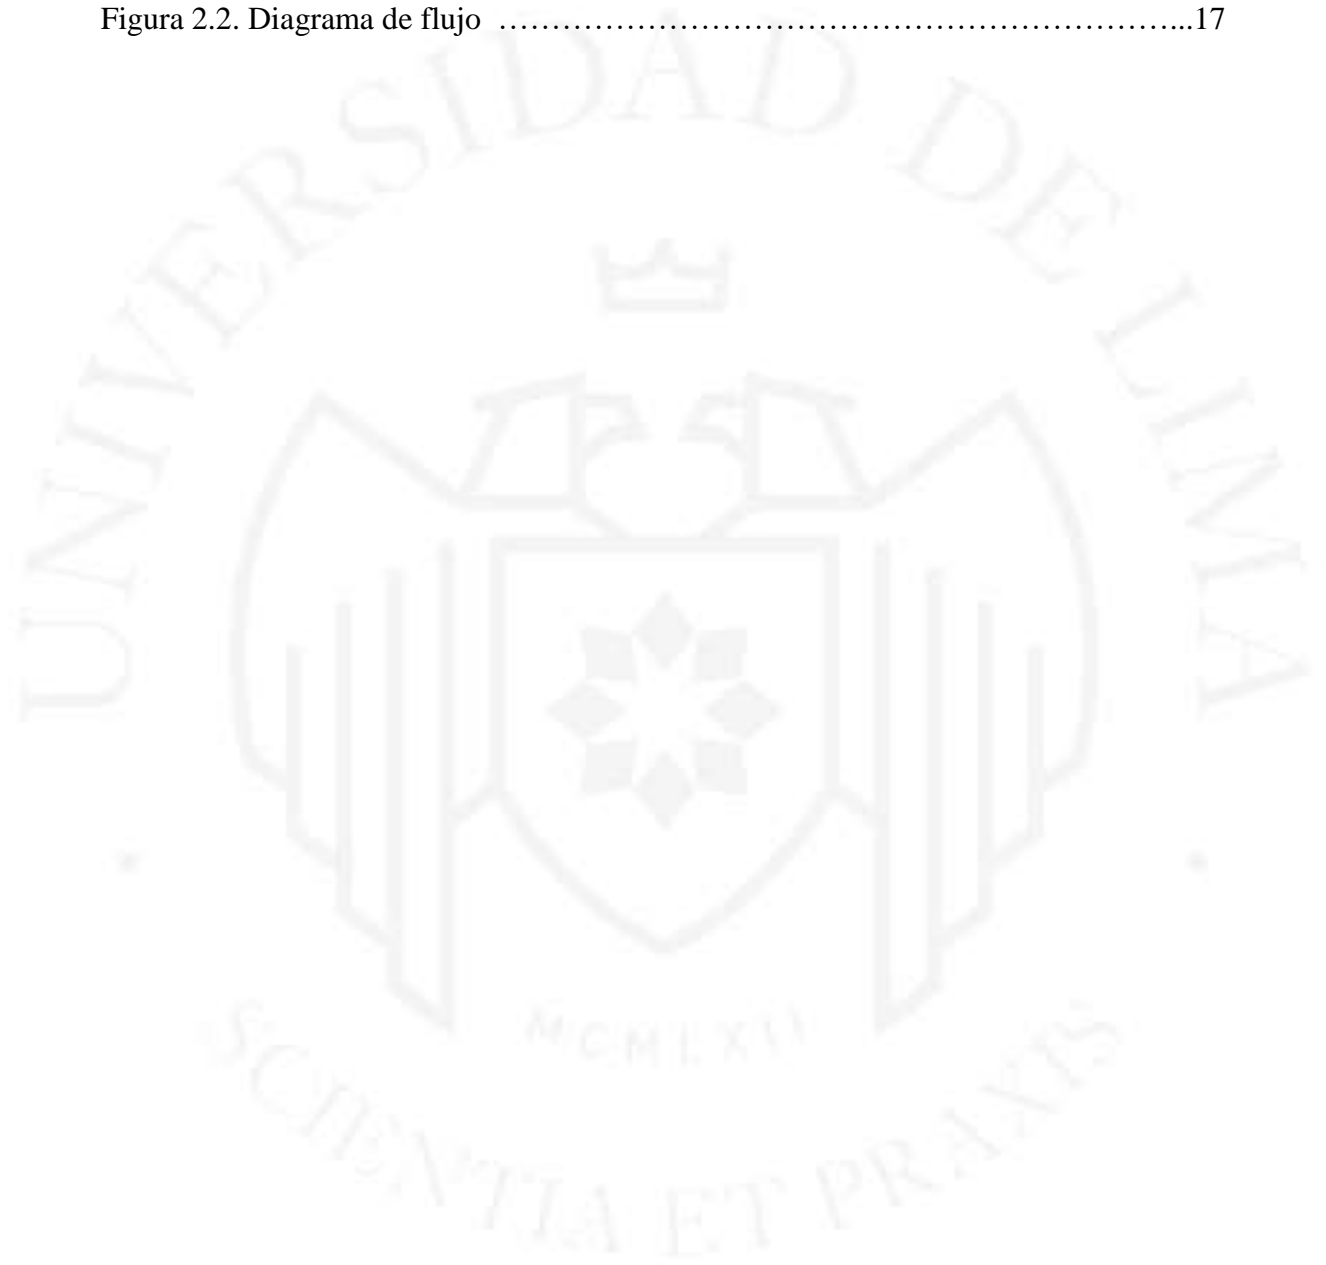 Figura 2.2. Diagrama de flujo …………………………………………………………...17
UNIVERSIDAD DE LIMA
MCMLXII
SCIENTIA ET PRAXIS